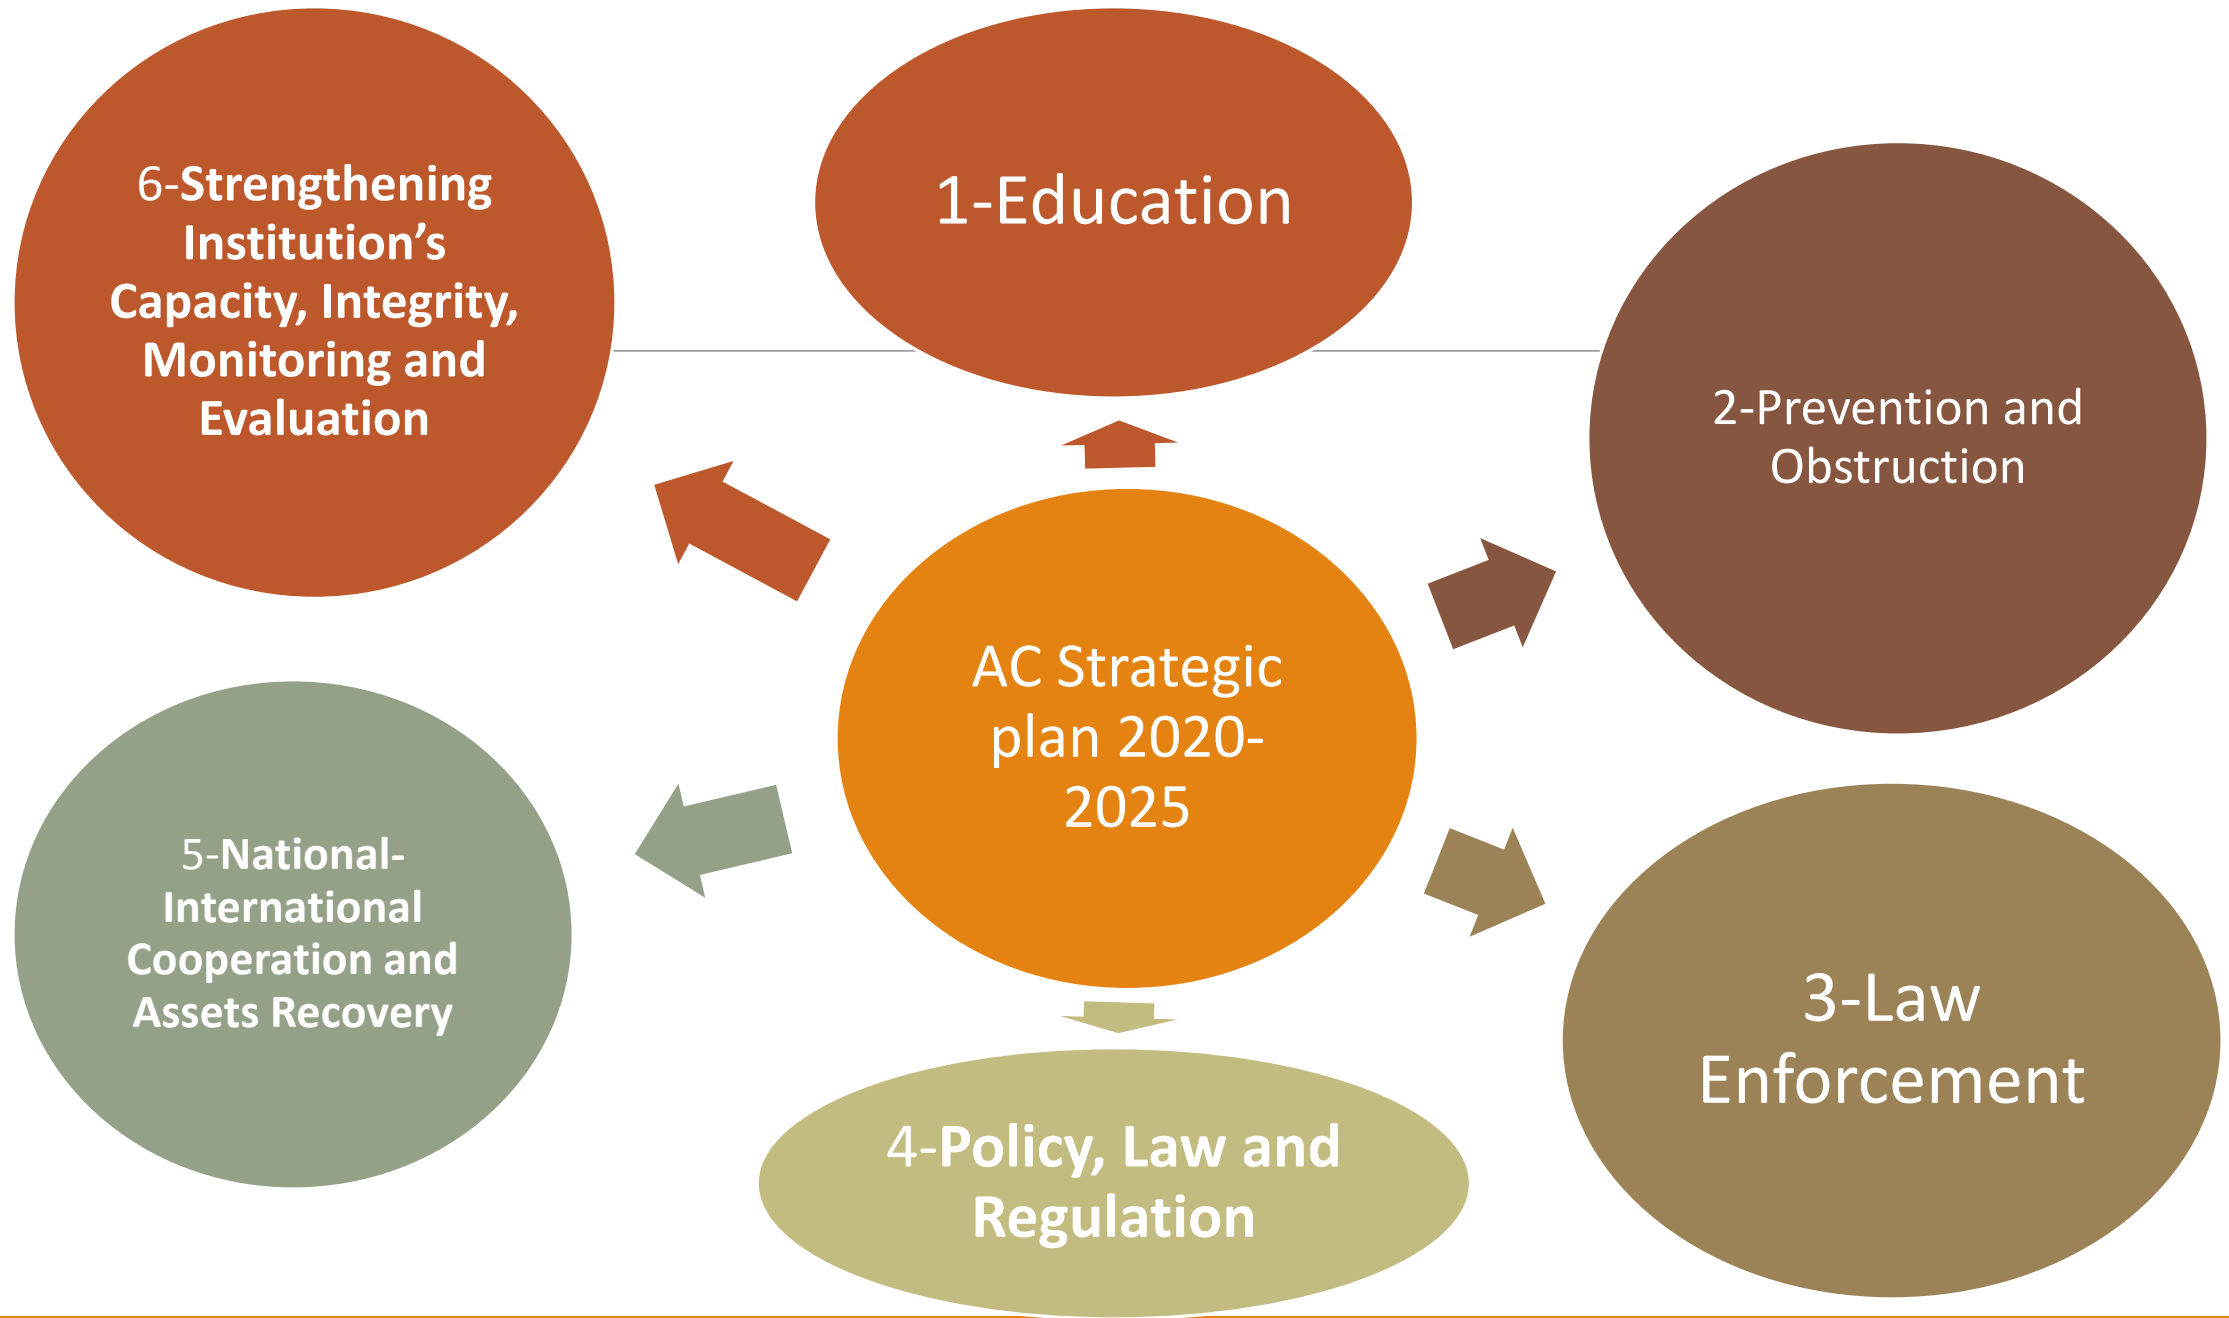 1-Education
2-Prevention and
Obstruction
3-Law
Enforcement
4-Policy, Law and
Regulation
5-National-
International
Cooperation and
Assets Recovery
6-Strengthening
Institution’s
Capacity, Integrity,
Monitoring and
Evaluation
AC Strategic
plan 2020-
2025